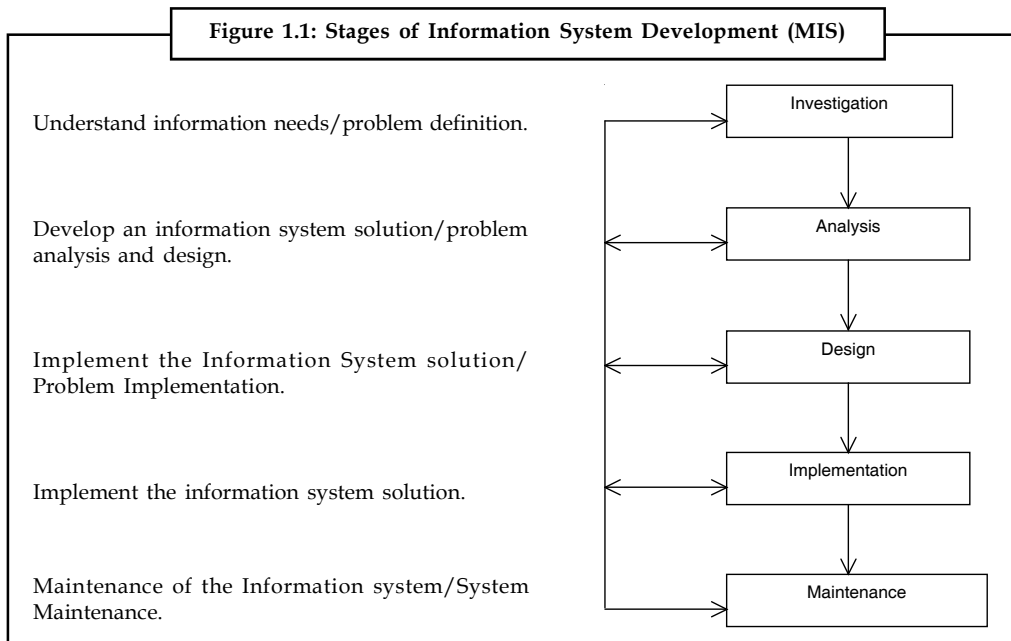 Figure 1.1: Stages of Information System Development (MIS)
Investigation
Understand information needs/problem definition.
Develop an information system solution/problem
analysis and design.
Analysis
Implement the Information System solution/
Problem Implementation.
Design
Implementation
Implement the information system solution.
Maintenance of the Information system/System
Maintenance.
Maintenance